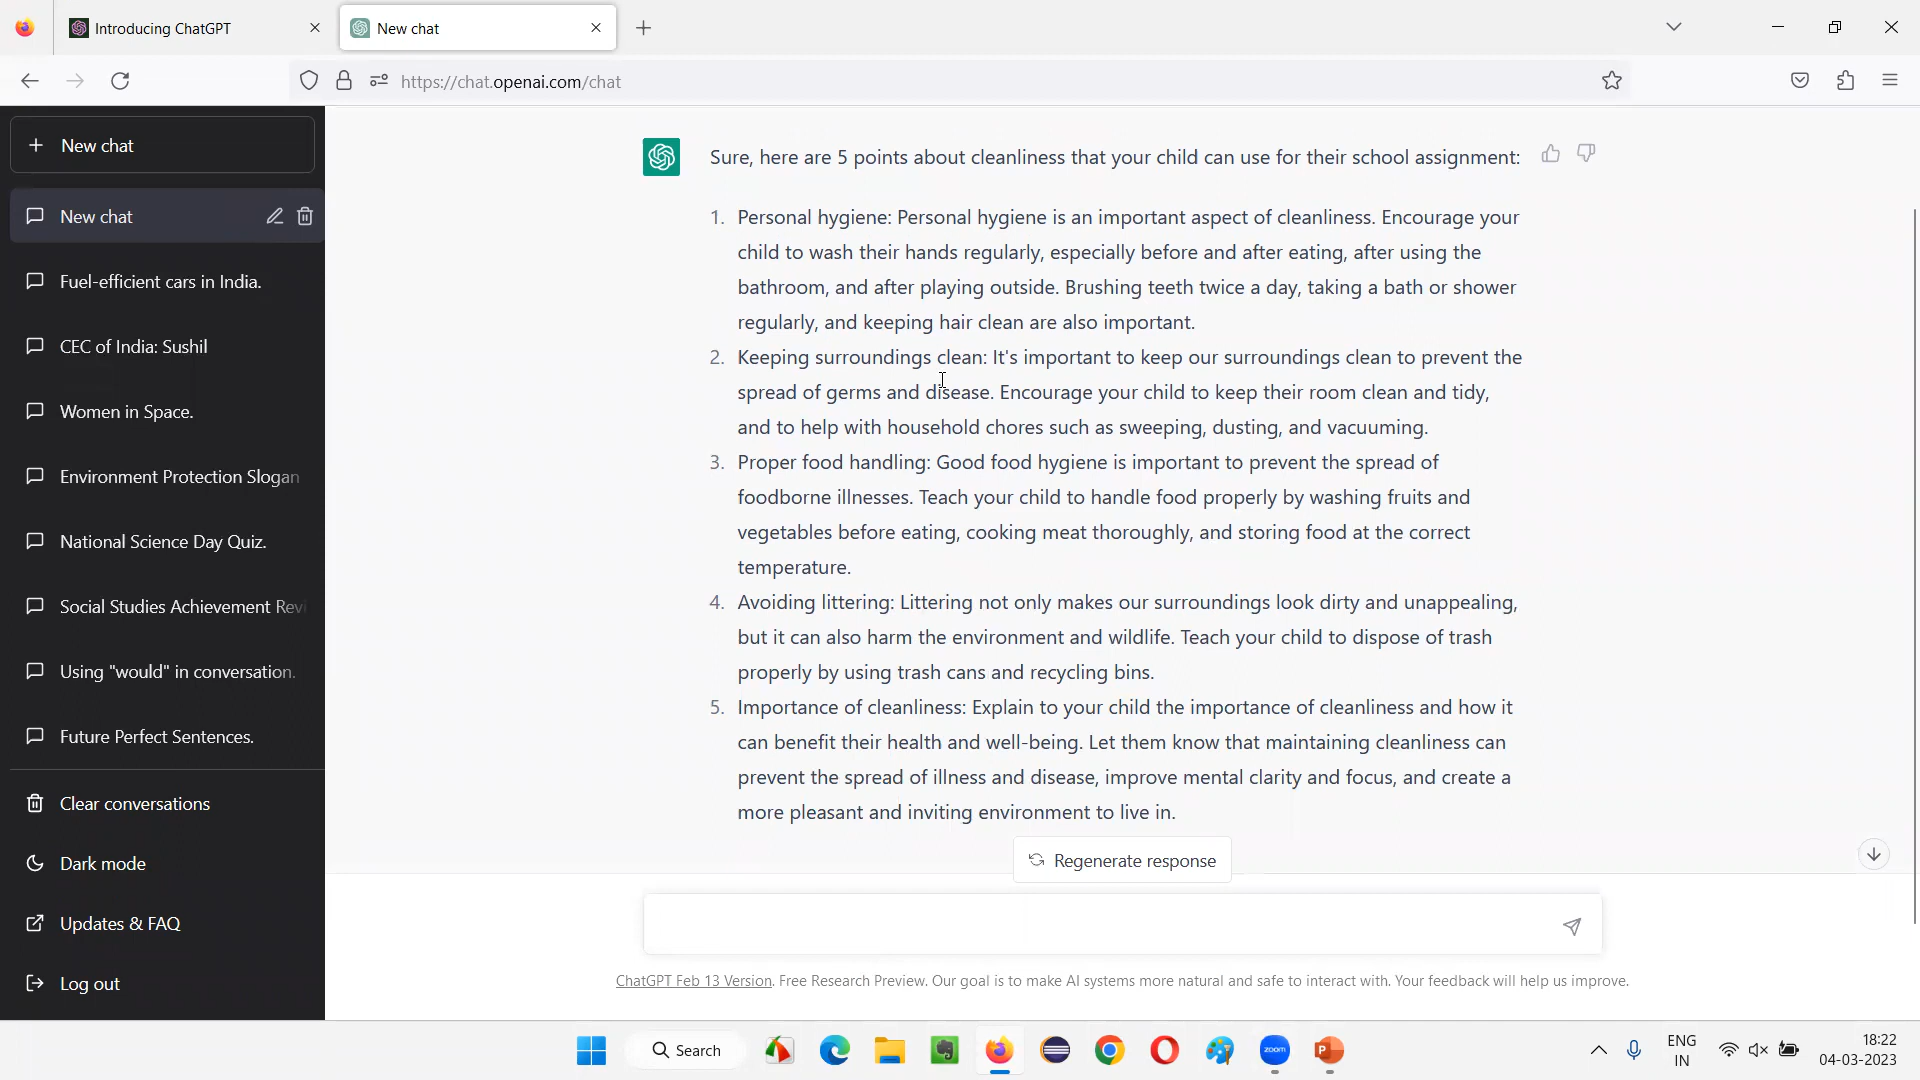 Introducing ChatGPT
New chat
https://chat.openai.com/chat
New chat
New chat
Fuel-efficient cars in India.
CEC of India: Sushil
Women in Space.
Environment Protection Slogan
National Science Day Quiz.
Social Studies Achievement Revi
Using "would" in conversation.
Future Perfect Sentences.
Clear conversations
Dark mode
Updates & FAQ
Log out
Sure, here are 5 points about cleanliness that your child can use for their school assignment:
1. Personal hygiene: Personal hygiene is an important aspect of cleanliness. Encourage your
child to wash their hands regularly, especially before and after eating, after using the
bathroom, and after playing outside. Brushing teeth twice a day, taking a bath or shower
regularly, and keeping hair clean are also important.
2. Keeping surroundings clean: It's important to keep our surroundings clean to prevent the
spread of germs and disease. Encourage your child to keep their room clean and tidy,
and to help with household chores such as sweeping, dusting, and vacuuming.
3. Proper food handling: Good food hygiene is important to prevent the spread of
foodborne illnesses. Teach your child to handle food properly by washing fruits and
vegetables before eating, cooking meat thoroughly, and storing food at the correct
temperature.
4. Avoiding littering: Littering not only makes our surroundings look dirty and unappealing,
but it can also harm the environment and wildlife. Teach your child to dispose of trash
properly by using trash cans and recycling bins.
5. Importance of cleanliness: Explain to your child the importance of cleanliness and how it
can benefit their health and well-being. Let them know that maintaining cleanliness can
prevent the spread of illness and disease, improve mental clarity and focus, and create a
more pleasant and inviting environment to live in.
Regenerate response
ChatGPT Feb 13 Version. Free Research Preview. Our goal is to make AI systems more natural and safe to interact with. Your feedback will help us improve.
Search
zoom
P
ENG
IN
18:22
04-03-2023